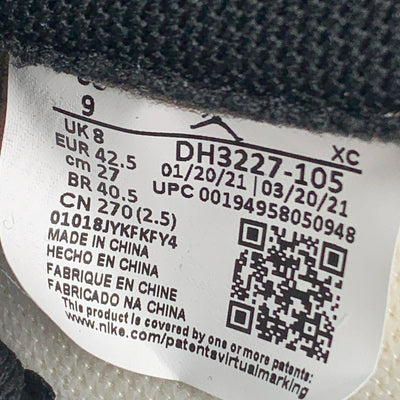 9
UK 8
EUR 42.5
cm 27
BR 40.5
CN 270 (2.5)
01018JYKFKFY4
MADE IN CHINA
HECHO EN CHINA
FABRIQUE EN CHINE
FABRICADO NA CHINA
XC
DH3227-105
01/20/21 | 03/20/21
UPC 00194958050948
This product is covered by one or more patents:
www.nike.com/patentsvirtualmarking